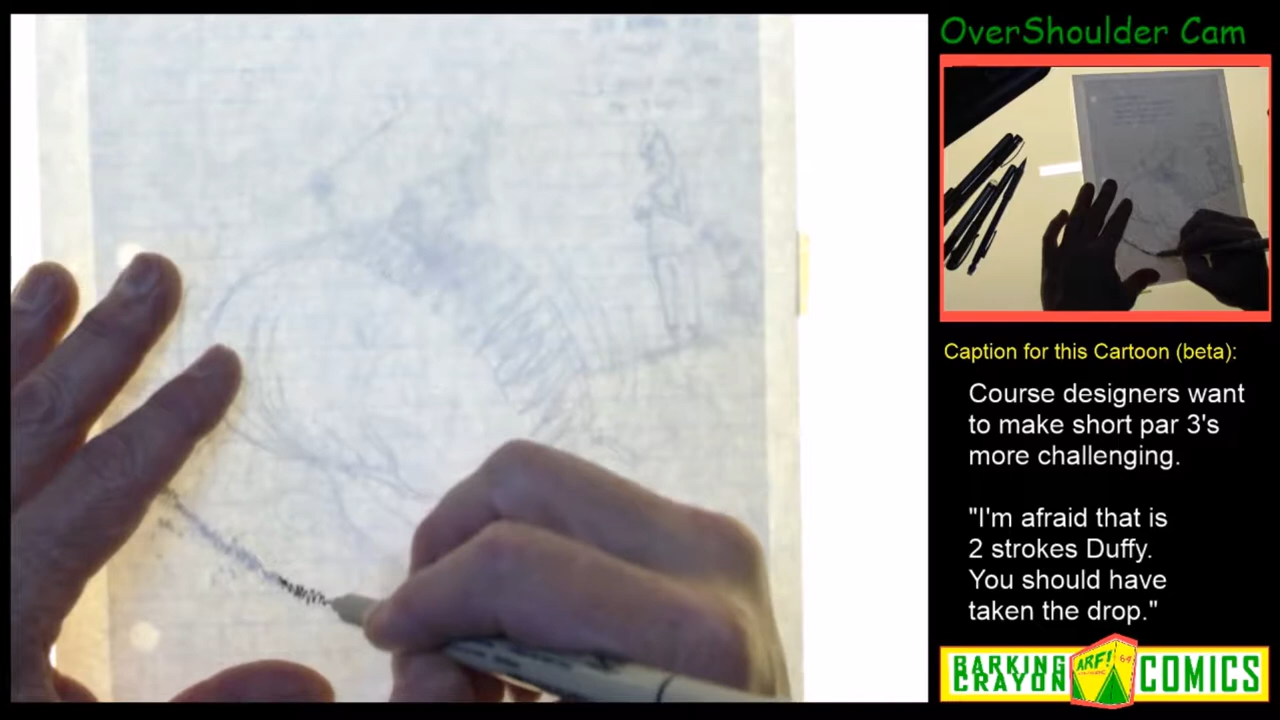 OverShoulder Cam
Caption for this Cartoon (beta):
Course designers want
to make short par 3's
more challenging.
"I'm afraid that is
2 strokes Duffy.
You should have
taken the drop."
BARKING
CRAYON
ARF!
64
COMICS